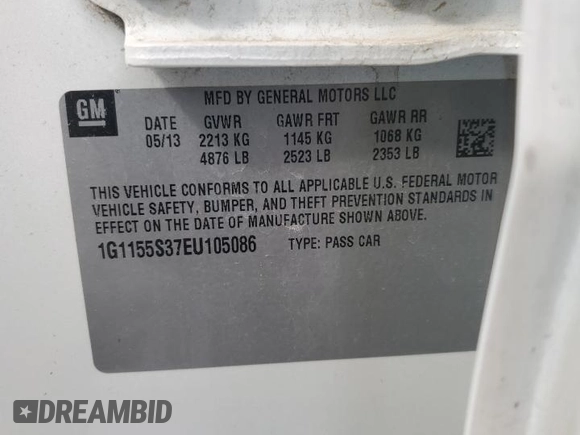 GM
MFD BY GENERAL MOTORS LLC
DATE GVWR GAWR FRT GAWR RR
05/13 2213 KG 1145 KG 1068 KG
4876 LB 2523 LB 2353 LB
THIS VEHICLE CONFORMS TO ALL APPLICABLE U.S. FEDERAL MOTOR
VEHICLE SAFETY, BUMPER, AND THEFT PREVENTION STANDARDS IN
EFFECT ON THE DATE OF MANUFACTURE SHOWN ABOVE.
1G1155S37EU105086 TYPE: PASS CAR
DREAMBID